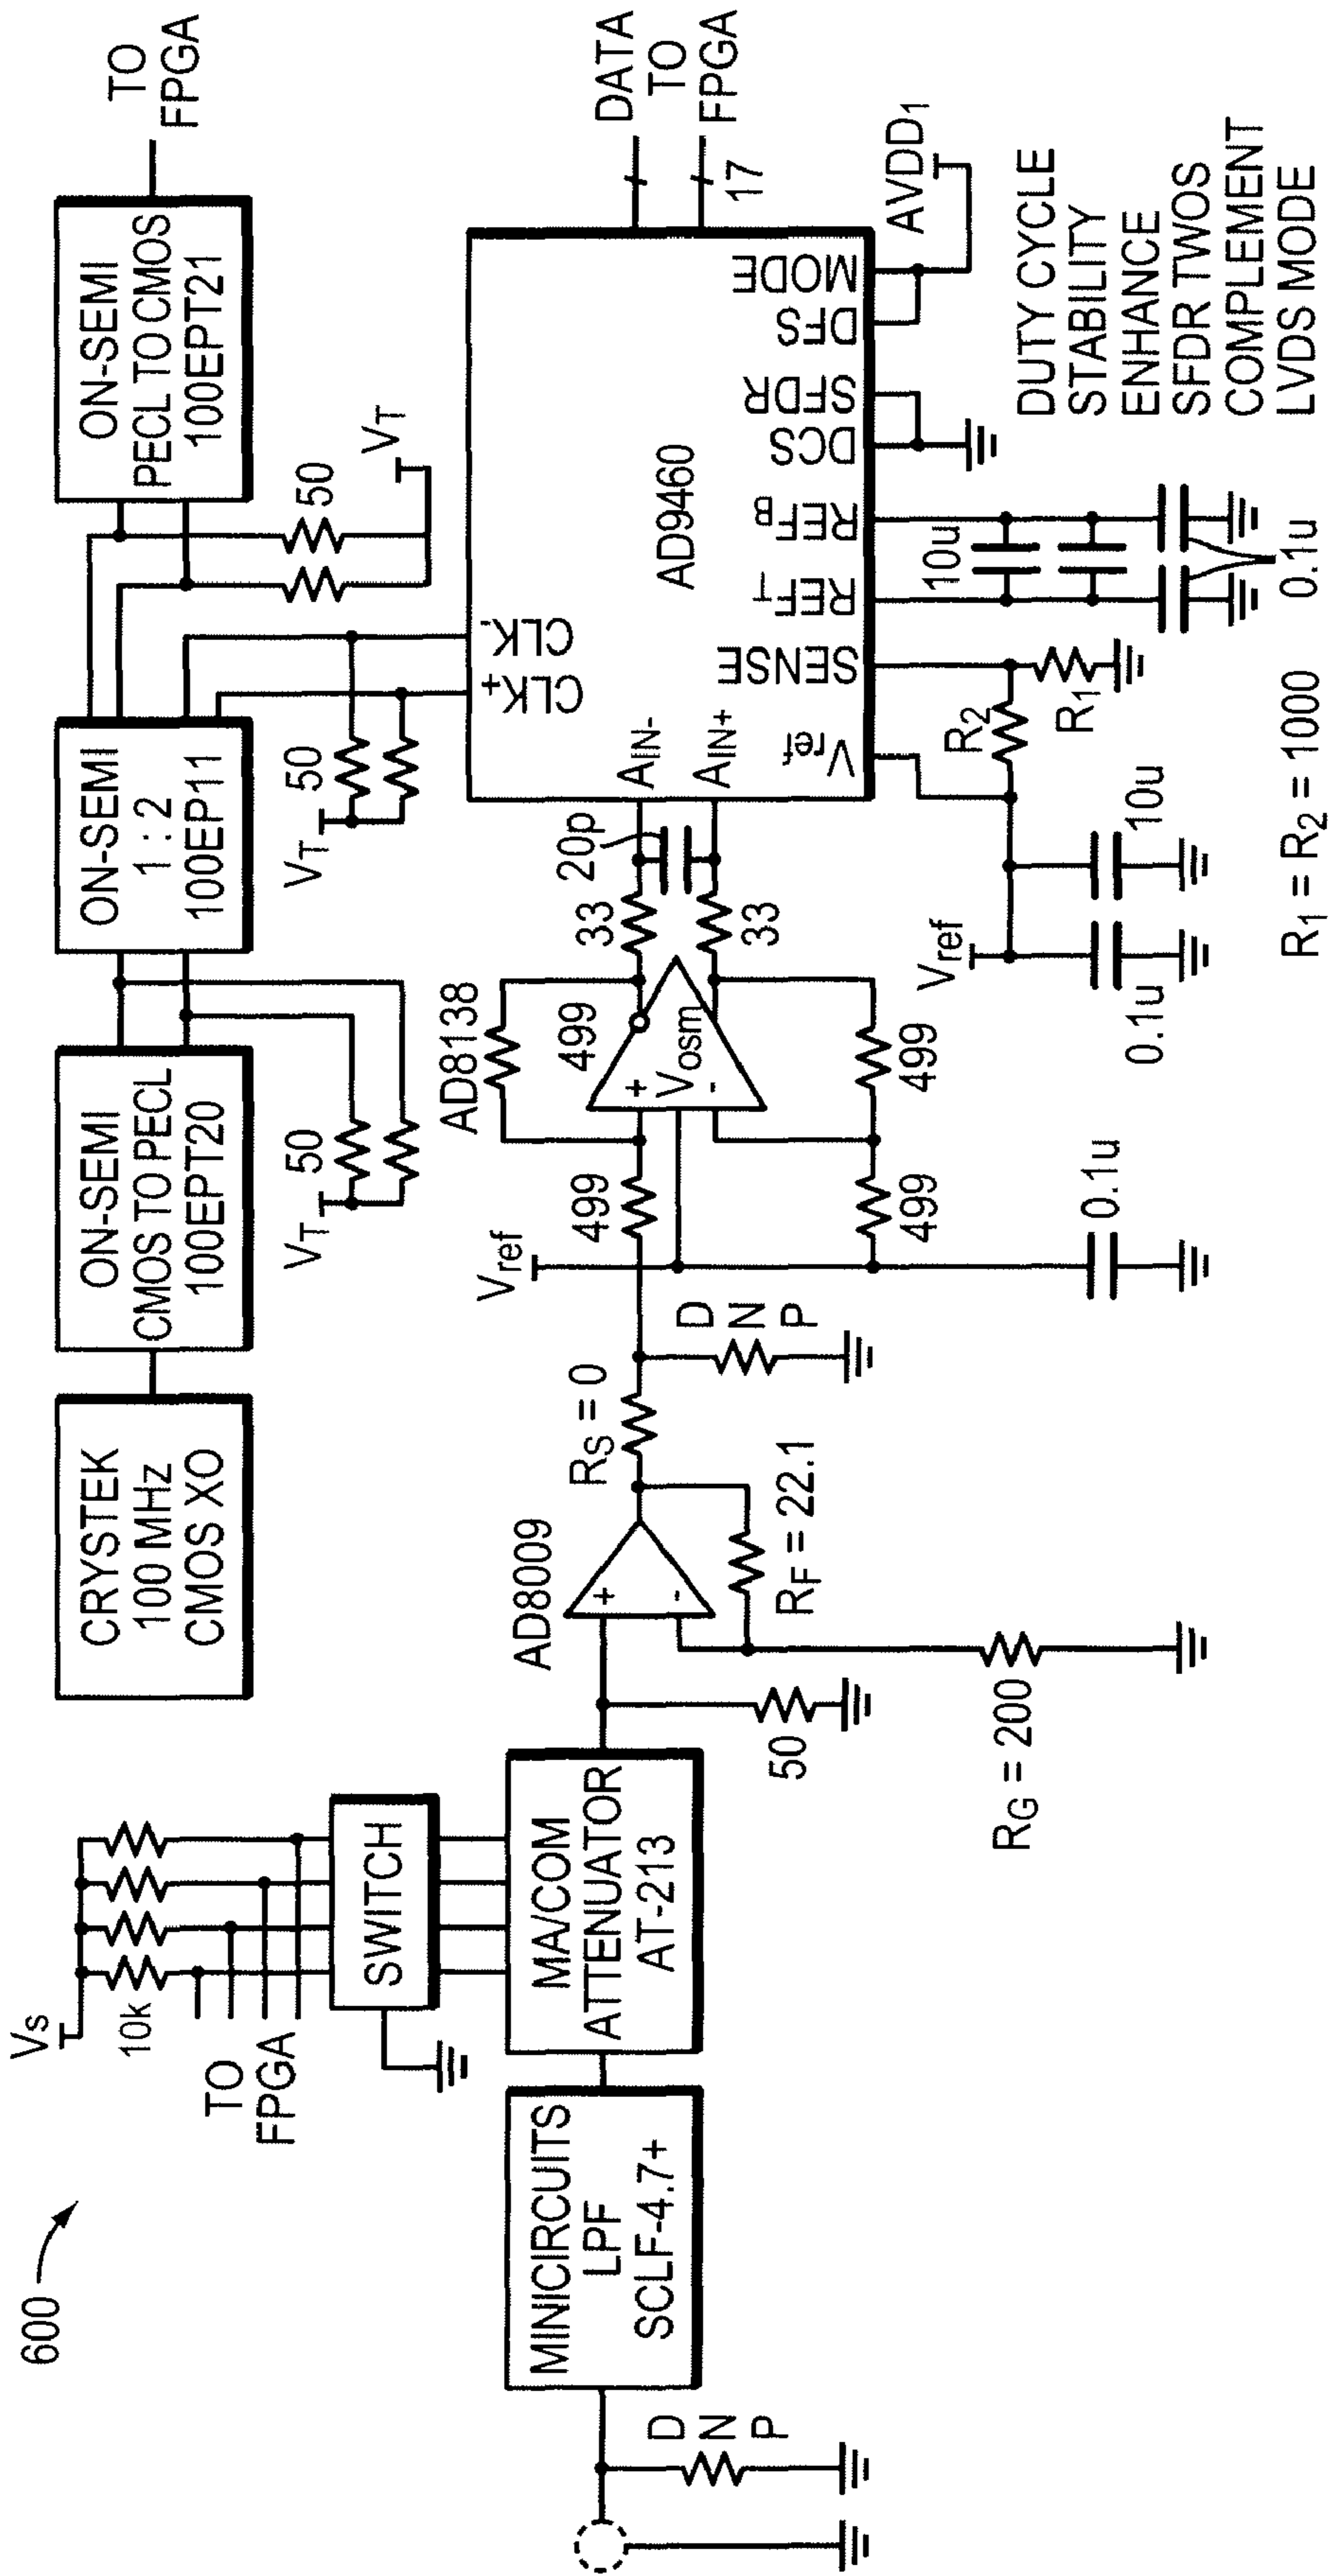 600
CRYSTEK
100 MHz
CMOS XO
ON-SEMI
CMOS TO PECL
100EPT20
ON-SEMI
1 : 2
100EP11
ON-SEMI
PECL TO CMOS
100EPT21
TO
FPGA
VT
50
VT
50
50
VT
Vs
10k
TO
FPGA
SWITCH
MINICIRCUITS
LPF
SCLF-4.7+
D
N
P
MA/COM
ATTENUATOR
AT-213
50
AD8009
+
-
RF = 22.1
RG = 200
RS = 0
D
N
P
Vref
499
AD8138
499
+
Vosm
-
499
499
0.1u
33
33
20p
AIN-
AIN+
CLK+
CLK-
AD9460
Vref
SENSE
REFT
REFB
DCS
SFDR
DFS
MODE
DATA
TO
FPGA
17
AVDD1
Vref
0.1u
10u
R2
R1
10u
0.1u
R1 = R2 = 1000
DUTY CYCLE
STABILITY
ENHANCE
SFDR TWOS
COMPLEMENT
LVDS MODE